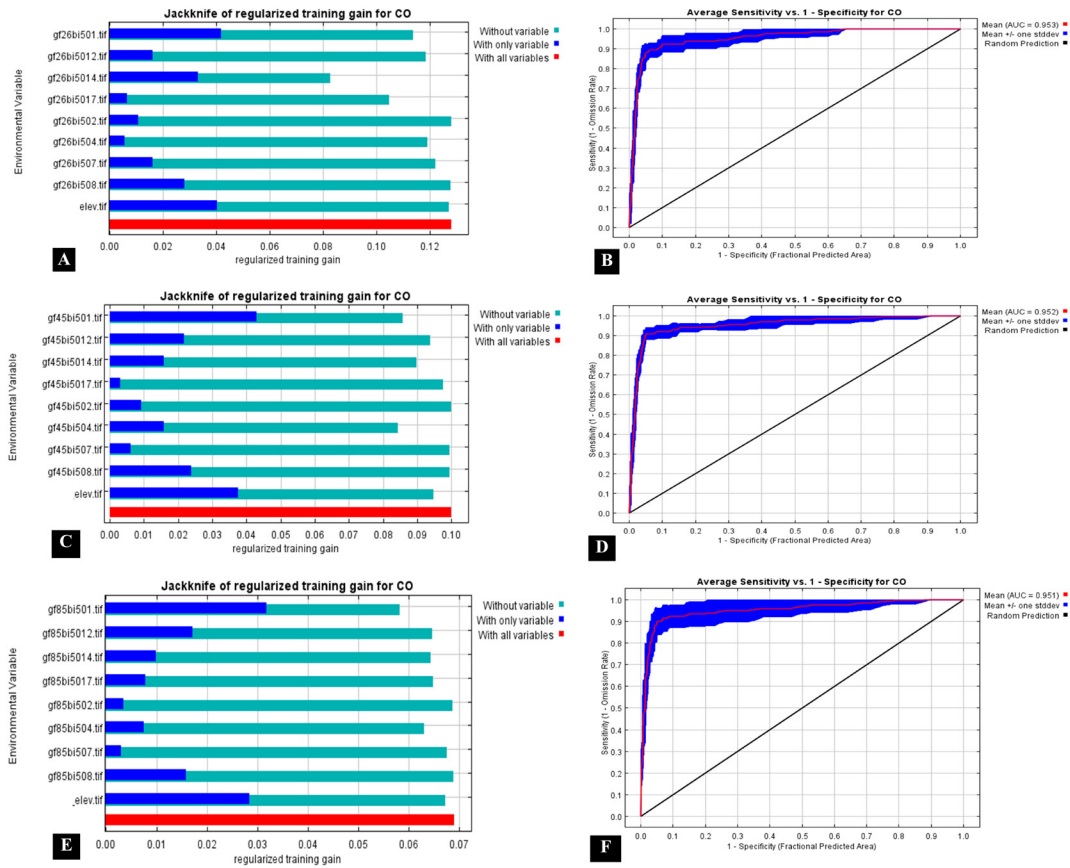 Jackknife of regularized training gain for CO
Environmental Variable
gf26bi501.tif
gf26bi5012.tif
gf26bi5014.tif
gf26bi5017.tif
gf26bi502.tif
gf26bi504.tif
gf26bi507.tif
gf26bi508.tif
elev.tif
Without variable
With only variable
With all variables
0.00 0.02 0.04 0.06 0.08 0.10 0.12
regularized training gain
A
Average Sensitivity vs. 1 - Specificity for CO
Mean (AUC = 0.953)
Mean +/- one stddev
Random Prediction
Sensitivity (1 - Omission Rate)
1.0
0.9
0.8
0.7
0.6
0.5
0.4
0.3
0.2
0.1
0.0
0.0 0.1 0.2 0.3 0.4 0.5 0.6 0.7 0.8 0.9 1.0
1 - Specificity (Fractional Predicted Area)
B
Jackknife of regularized training gain for CO
Environmental Variable
gf45bi501.tif
gf45bi5012.tif
gf45bi5014.tif
gf45bi5017.tif
gf45bi502.tif
gf45bi504.tif
gf45bi507.tif
gf45bi508.tif
elev.tif
Without variable
With only variable
With all variables
0.00 0.01 0.02 0.03 0.04 0.05 0.06 0.07 0.08 0.09 0.10
regularized training gain
C
Average Sensitivity vs. 1 - Specificity for CO
Mean (AUC = 0.952)
Mean +/- one stddev
Random Prediction
Sensitivity (1 - Omission Rate)
1.0
0.9
0.8
0.7
0.6
0.5
0.4
0.3
0.2
0.1
0.0
0.0 0.1 0.2 0.3 0.4 0.5 0.6 0.7 0.8 0.9 1.0
1 - Specificity (Fractional Predicted Area)
D
Jackknife of regularized training gain for CO
Environmental Variable
gf85bi501.tif
gf85bi5012.tif
gf85bi5014.tif
gf85bi5017.tif
gf85bi502.tif
gf85bi504.tif
gf85bi507.tif
gf85bi508.tif
_elev.tif
Without variable
With only variable
With all variables
0.00 0.01 0.02 0.03 0.04 0.05 0.06 0.07
regularized training gain
E
Average Sensitivity vs. 1 - Specificity for CO
Mean (AUC = 0.951)
Mean +/- one stddev
Random Prediction
Sensitivity (1 - Omission Rate)
1.0
0.9
0.8
0.7
0.6
0.5
0.4
0.3
0.2
0.1
0.0
0.0 0.1 0.2 0.3 0.4 0.5 0.6 0.7 0.8 0.9 1.0
1 - Specificity (Fractional Predicted Area)
F